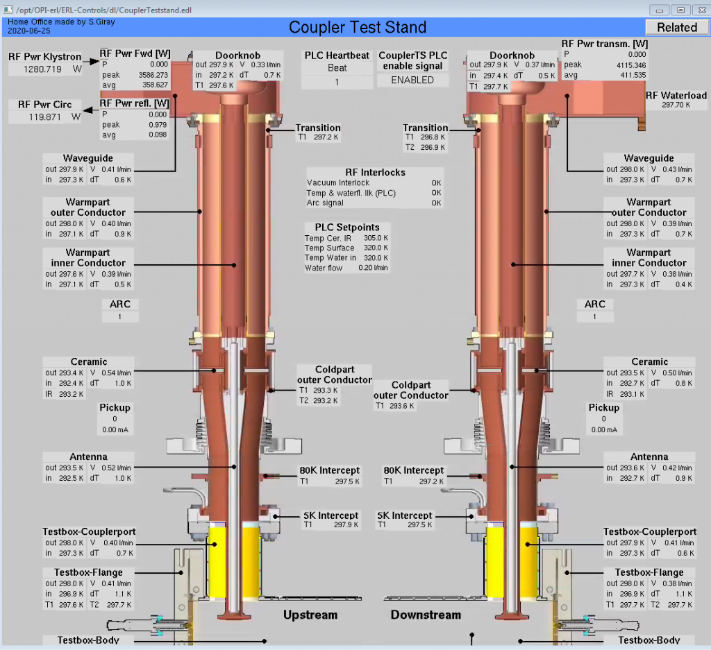 /opt/OPI-erl/ERL-Controls/dl/CouplerTeststand.edl
Home Office made by S.Giray
2020-06-25
Coupler Test Stand
Related
RF Pwr Klystron
1280.719 W
RF Pwr Circ
119.871 W
RF Pwr Fwd [W]
P 0.000
peak 3586.273
avg 358.627
RF Pwr refl. [W]
P 0.000
peak 0.979
avg 0.098
Doorknob
out 297.9 K V 0.33 l/min
in 297.2 K dT 0.7 K
T1 297.6 K
PLC Heartbeat
Beat
1
CouplerTS PLC
enable signal
ENABLED
Doorknob
out 297.9 K V 0.37 l/min
in 297.4 K dT 0.5 K
T1 297.7 K
RF Pwr transm. [W]
P 0.000
peak 4115.346
avg 411.535
RF Waterload
297.70 K
Transition
T1 297.2 K
Transition
T1 296.8 K
T2 296.9 K
Waveguide
out 297.9 K V 0.41 l/min
in 297.3 K dT 0.6 K
RF Interlocks
Vacuum Interlock OK
Temp & waterfl. Ilk (PLC) OK
Arc signal OK
Waveguide
out 297.9 K V 0.43 l/min
in 297.3 K dT 0.7 K
Warmpart
outer Conductor
out 298.0 K V 0.40 l/min
in 297.1 K dT 0.9 K
PLC Setpoints
Temp Cer. IR 305.0 K
Temp Surface 320.0 K
Temp Water in 320.0 K
Water flow 0.20 l/min
Warmpart
outer Conductor
out 298.0 K V 0.39 l/min
in 297.3 K dT 0.7 K
Warmpart
inner Conductor
out 297.6 K V 0.39 l/min
in 297.1 K dT 0.5 K
Warmpart
inner Conductor
out 297.7 K V 0.38 l/min
in 297.3 K dT 0.4 K
ARC
1
ARC
1
Ceramic
out 293.4 K V 0.54 l/min
in 292.4 K dT 1.0 K
IR 293.2 K
Coldpart
outer Conductor
T1 293.3 K
T2 293.2 K
Coldpart
outer Conductor
T1 293.6 K
Ceramic
out 293.5 K V 0.50 l/min
in 292.7 K dT 0.8 K
IR 293.1 K
Pickup
0
0.00 mA
Pickup
0
0.00 mA
Antenna
out 293.5 K V 0.52 l/min
in 292.5 K dT 1.0 K
80K Intercept
T1 297.5 K
80K Intercept
T1 297.2 K
Antenna
out 293.6 K V 0.42 l/min
in 292.7 K dT 0.9 K
5K Intercept
T1 297.9 K
5K Intercept
T1 297.5 K
Testbox-Couplerport
out 298.0 K V 0.40 l/min
in 297.3 K dT 0.7 K
Testbox-Couplerport
out 297.9 K V 0.41 l/min
in 297.3 K dT 0.6 K
Testbox-Flange
out 298.0 K V 0.41 l/min
in 296.9 K dT 1.1 K
T1 297.6 K T2 297.7 K
Testbox-Flange
out 298.0 K V 0.38 l/min
in 296.9 K dT 1.1 K
T1 297.7 K T2 297.7 K
Upstream
Downstream
Testbox-Body
Testbox-Body